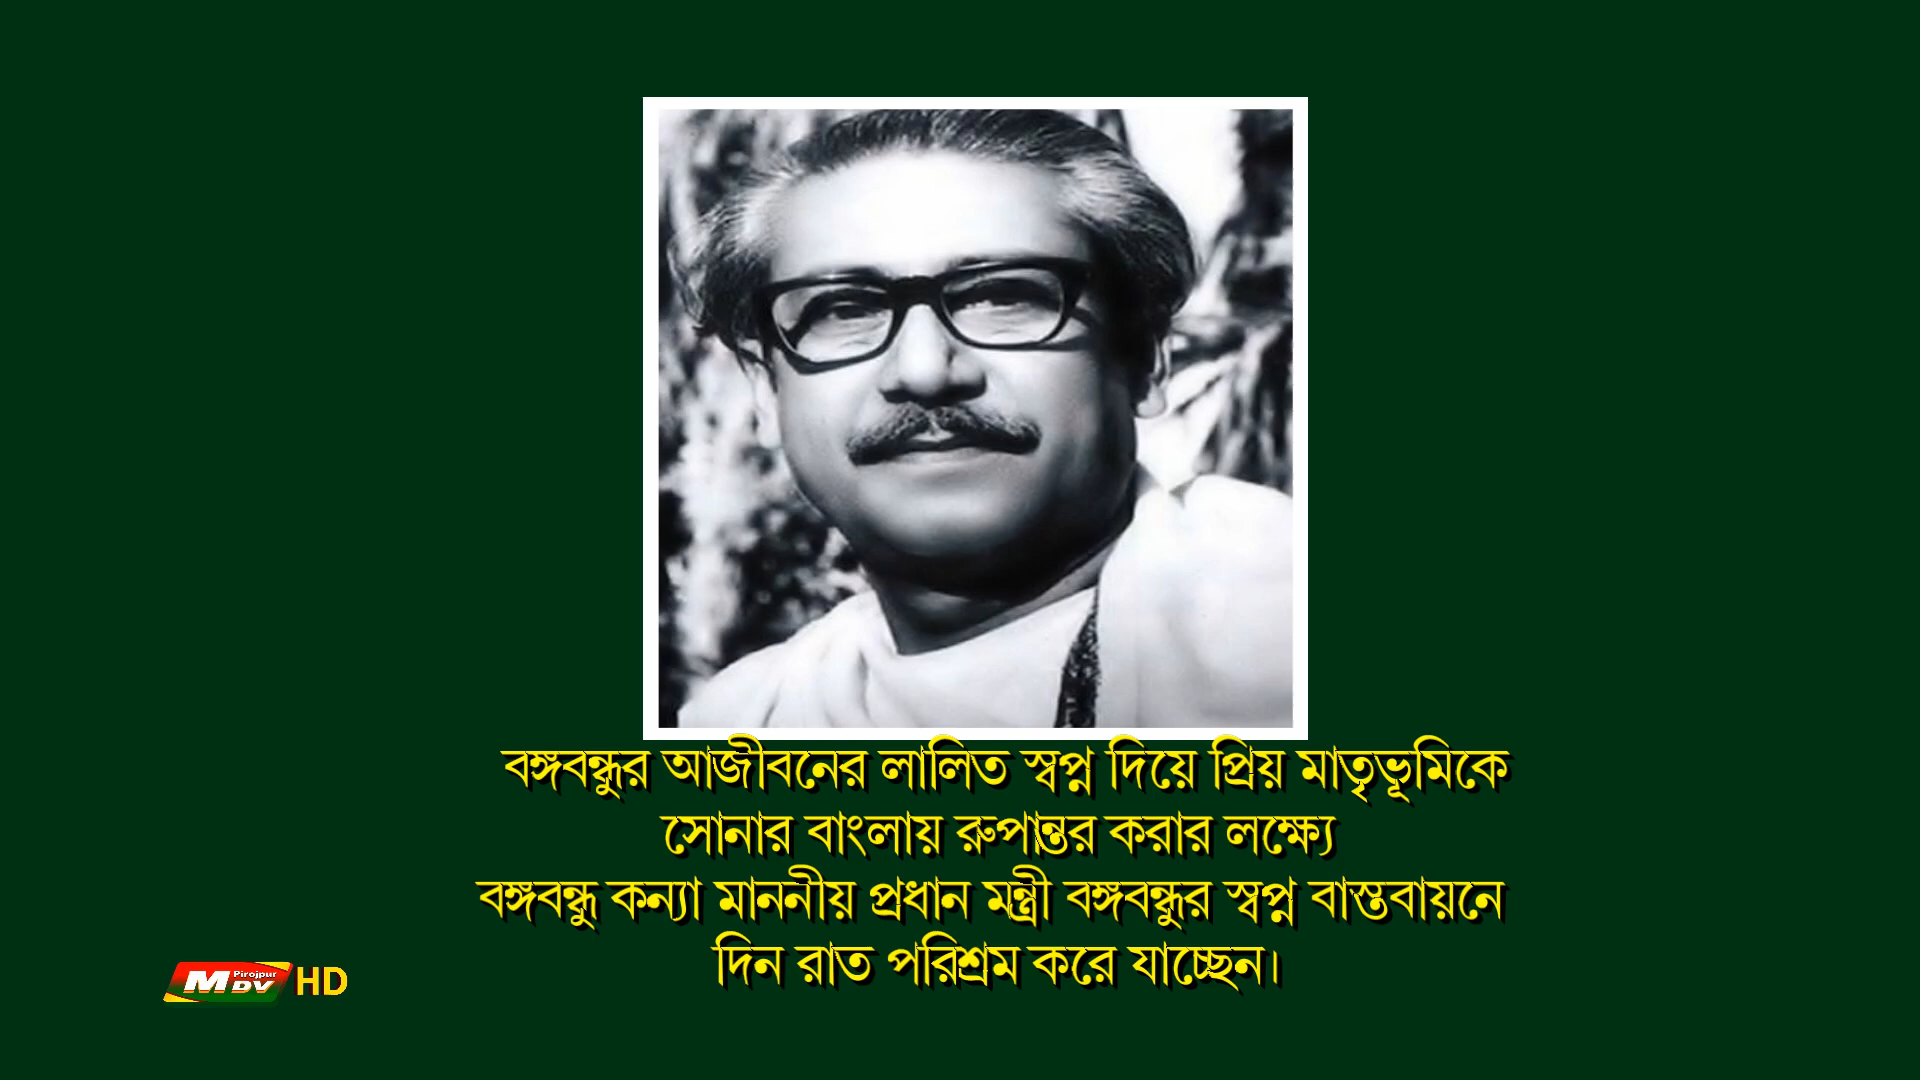 বঙ্গবন্ধুর আজীবনের লালিত স্বপ্ন দিয়ে প্রিয় মাতৃভূমিকে
সোনার বাংলায় রুপান্তর করার লক্ষ্যে
বঙ্গবন্ধু কন্যা মাননীয় প্রধান মন্ত্রী বঙ্গবন্ধুর স্বপ্ন বাস্তবায়নে
দিন রাত পরিশ্রম করে যাচ্ছেন।
M Pirojpur DV HD